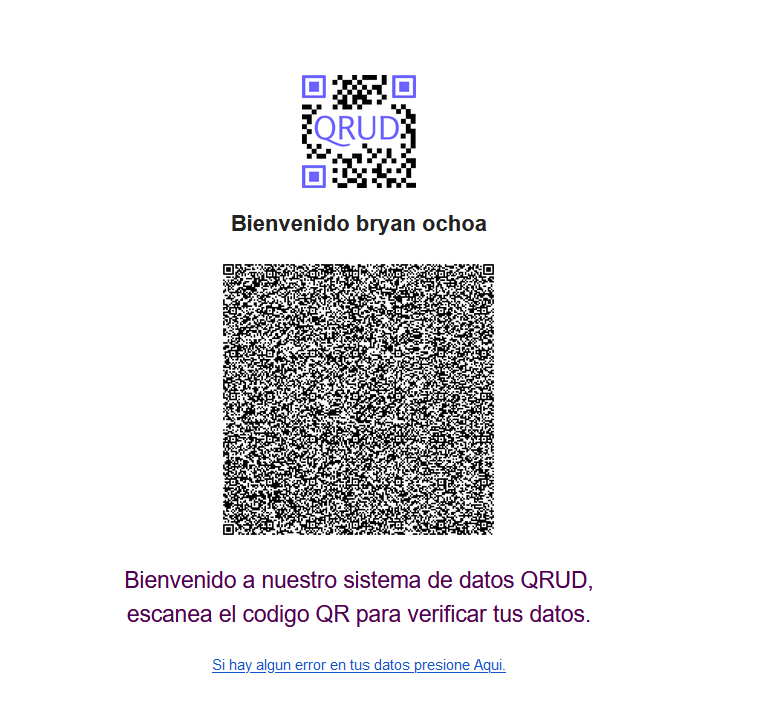 QRUD
Bienvenido bryan ochoa
Bienvenido a nuestro sistema de datos QRUD,
escanea el codigo QR para verificar tus datos.
Si hay algun error en tus datos presione Aqui.